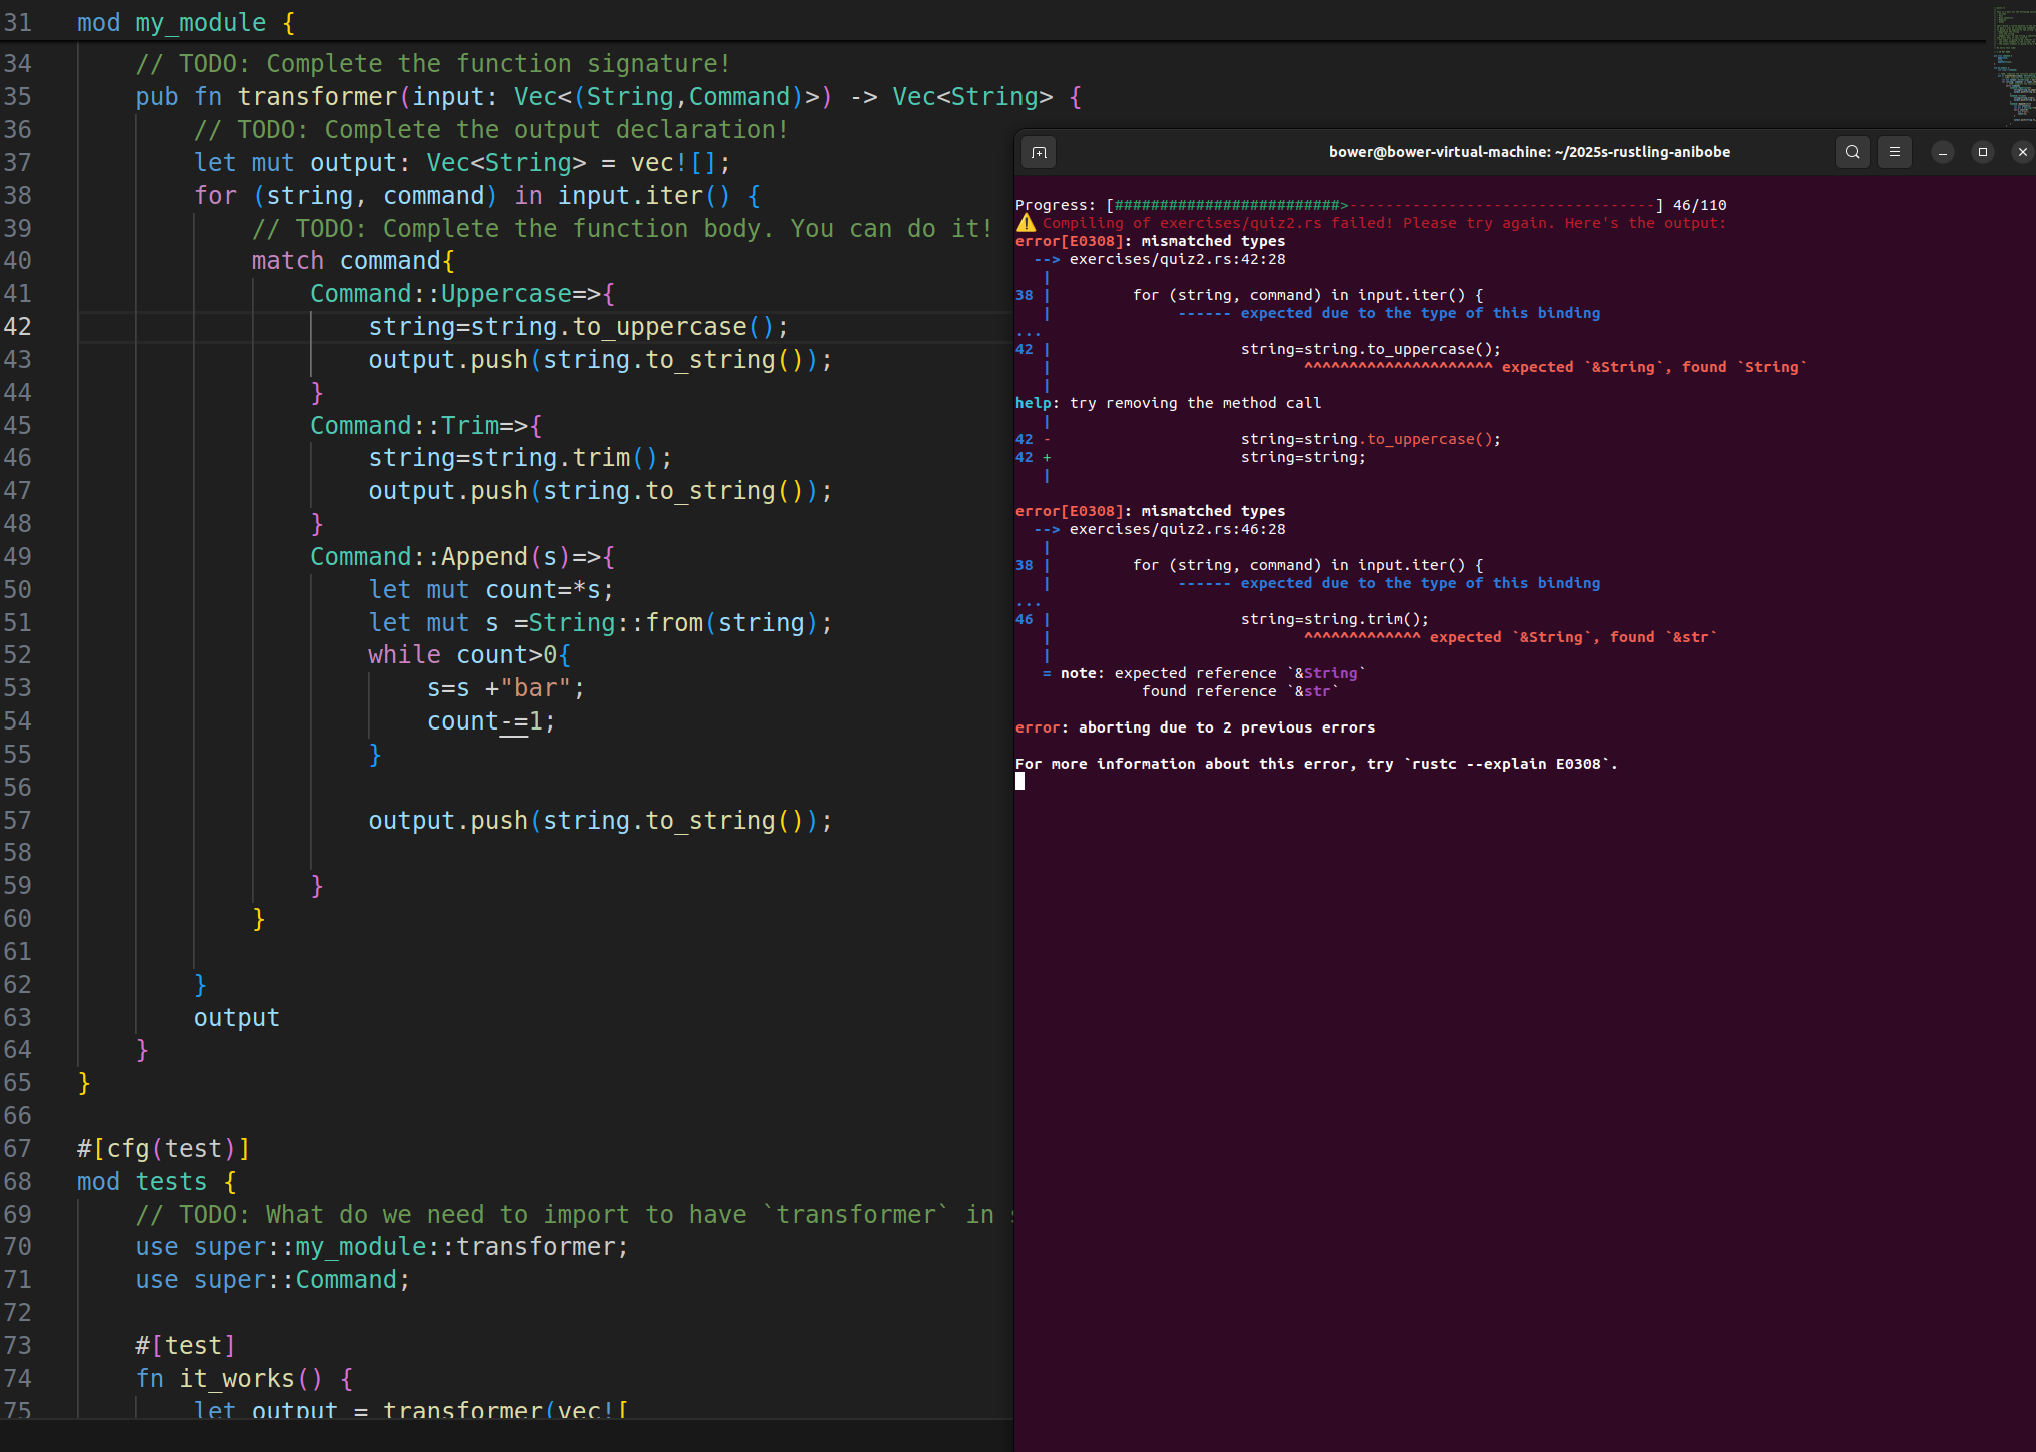 31 mod my_module {
34 // TODO: Complete the function signature!
35 pub fn transformer(input: Vec<(String,Command)>) -> Vec<String> {
36 // TODO: Complete the output declaration!
37 let mut output: Vec<String> = vec![];
38 for (string, command) in input.iter() {
39 // TODO: Complete the function body. You can do it!
40 match command{
41 Command::Uppercase=>{
42 string=string.to_uppercase();
43 output.push(string.to_string());
44 }
45 Command::Trim=>{
46 string=string.trim();
47 output.push(string.to_string());
48 }
49 Command::Append(s)=>{
50 let mut count=*s;
51 let mut s =String::from(string);
52 while count>0{
53 s=s +"bar";
54 count-=1;
55 }
56
57 output.push(string.to_string());
58
59 }
60 }
61
62 }
63 output
64 }
65 }
66
67 #[cfg(test)]
68 mod tests {
69 // TODO: What do we need to import to have `transformer` in
70 use super::my_module::transformer;
71 use super::Command;
72
73 #[test]
74 fn it_works() {
75 let output = transformer(vec![
bower@bower-virtual-machine: ~/2025s-rustling-anibobe
Progress: [#########################>----------------------------------] 46/110
⚠️ Compiling of exercises/quiz2.rs failed! Please try again. Here's the output:
error[E0308]: mismatched types
--> exercises/quiz2.rs:42:28
|
38 | for (string, command) in input.iter() {
| ------ expected due to the type of this binding
...
42 | string=string.to_uppercase();
| ^^^^^^^^^^^^^^^^^^^^^ expected `&String`, found `String`
|
help: try removing the method call
|
42 - string=string.to_uppercase();
42 + string=string;
|
error[E0308]: mismatched types
--> exercises/quiz2.rs:46:28
|
38 | for (string, command) in input.iter() {
| ------ expected due to the type of this binding
...
46 | string=string.trim();
| ^^^^^^^^^^^^^ expected `&String`, found `&str`
|
= note: expected reference `&String`
found reference `&str`
error: aborting due to 2 previous errors
For more information about this error, try `rustc --explain E0308`.